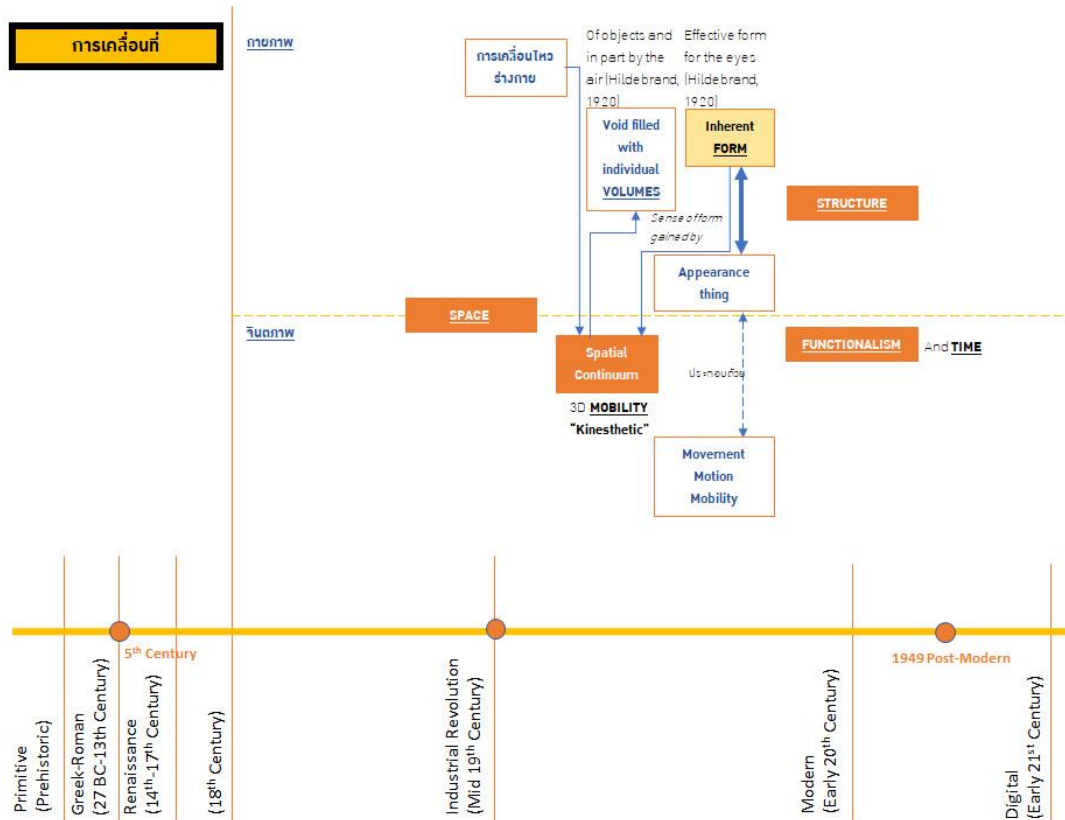 การเคลื่อนที่
กายภาพ
การเคลื่อนไหว
ร่างกาย
Of objects and
in part by the
air (Hildebrand,
1920)
Effective form
for the eyes
(Hildebrand,
1920)
Void filled
with
individual
VOLUMES
Inherent
FORM
STRUCTURE
Sense of form
gained by
Appearance
thing
SPACE
จินตภาพ
FUNCTIONALISM
And TIME
Spatial
Continuum
ประกอบด้วย
3D MOBILITY
"Kinesthetic"
Movement
Motion
Mobility
5th Century
1949 Post-Modern
Primitive
(Prehistoric)
Greek-Roman
(27 BC-13th Century)
Renaissance
(14th-17th Century)
(18th Century)
Industrial Revolution
(Mid 19th Century)
Modern
(Early 20th Century)
Digital
(Early 21st Century)